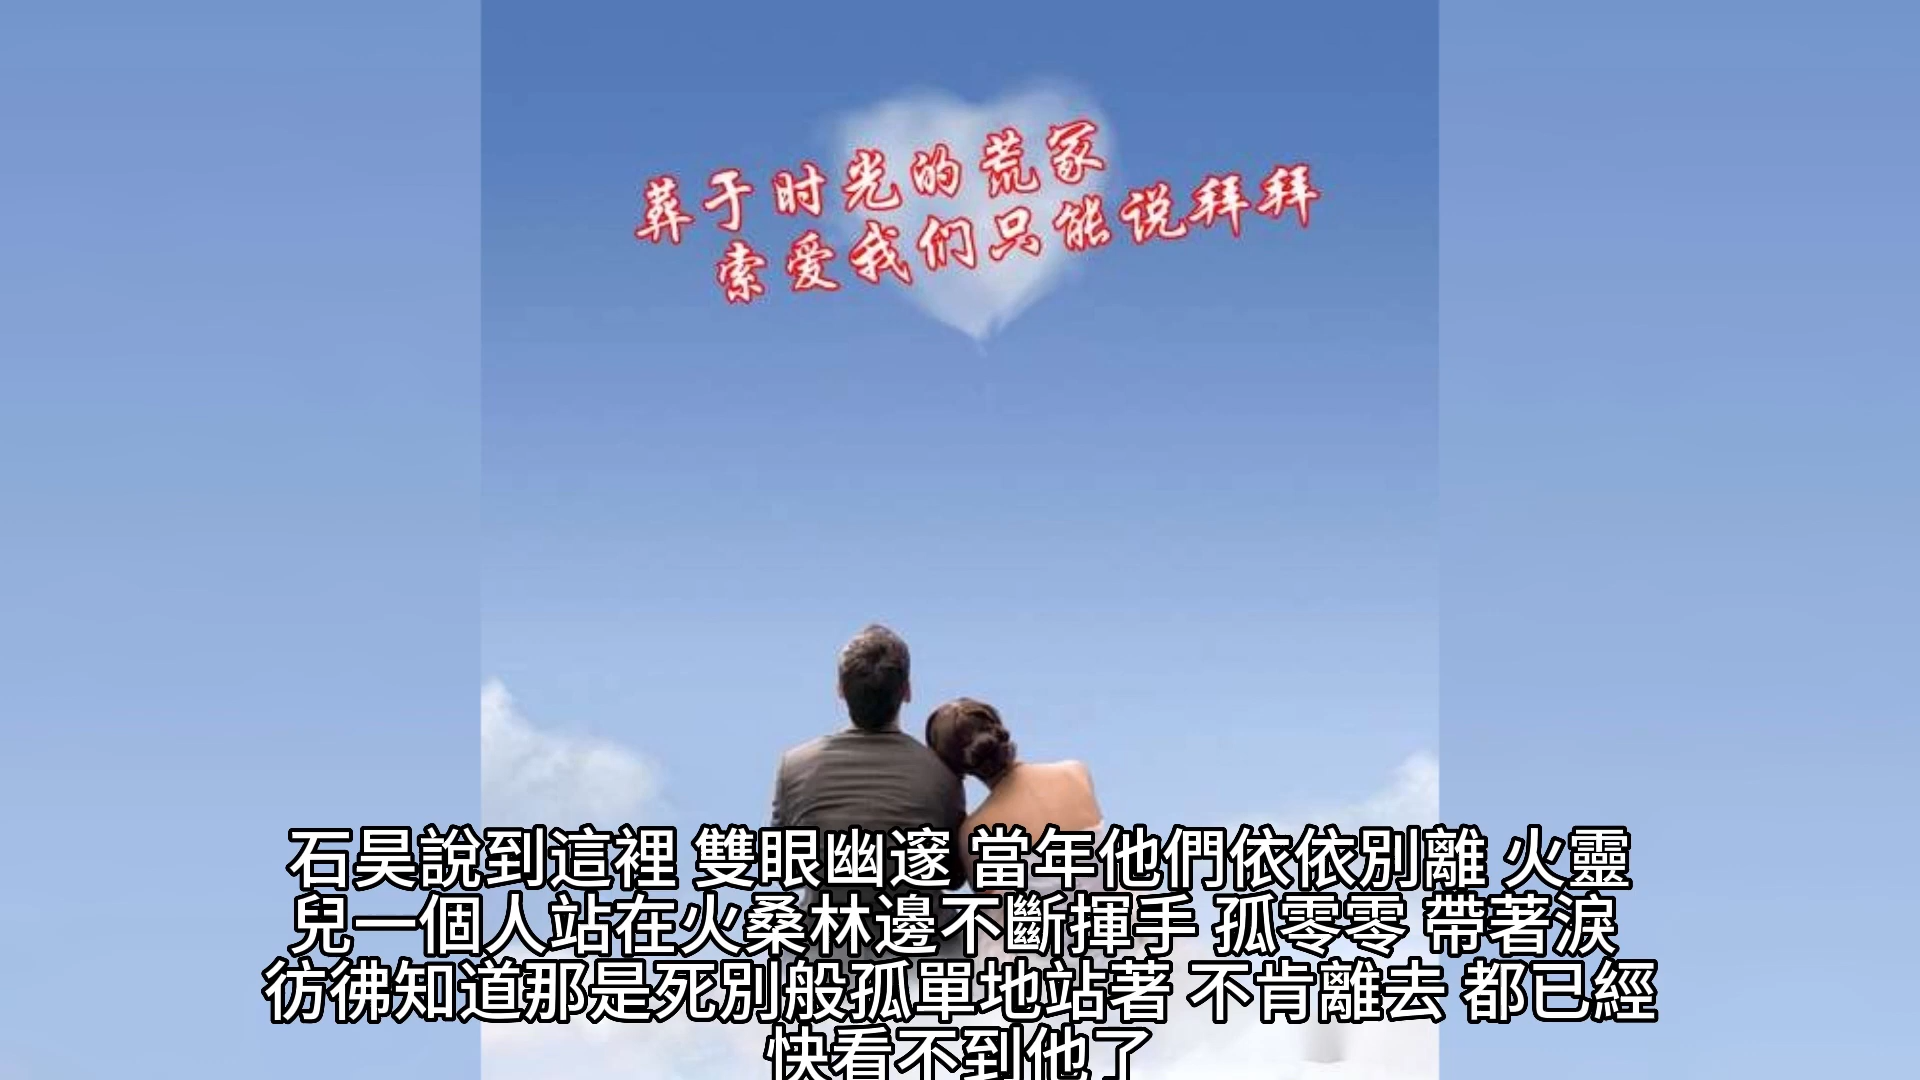 葬于时光的荒冢
索爱我们只能说拜拜
石昊說到這裡 雙眼幽邃 當年他們依依別離 火靈
兒一個人站在火桑林邊不斷揮手 孤零零 帶著淚
彷彿知道那是死別般孤單地站著 不肯離去 都已經
快看不到他了